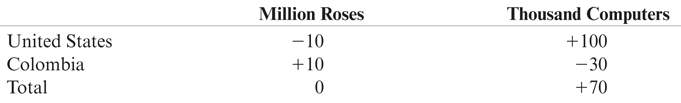 Million Roses Thousand Computers
United States −10 +100
Colombia +10 −30
Total 0 +70